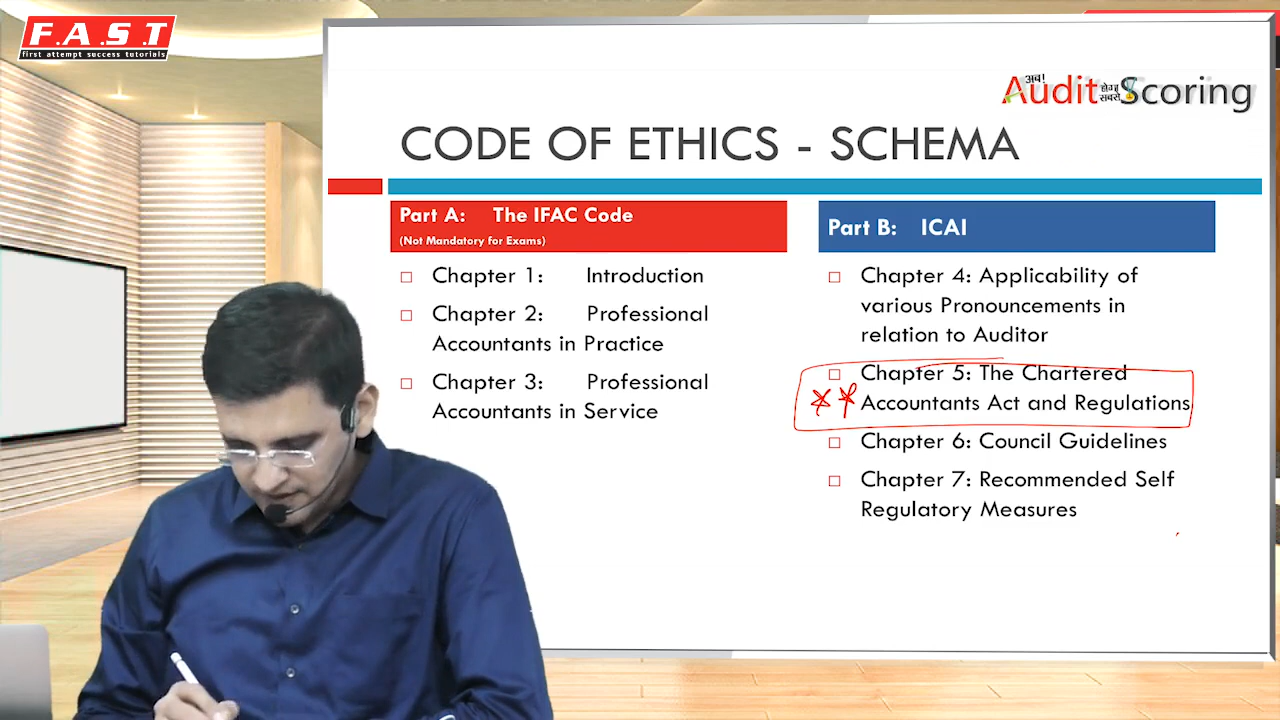 F.A.S.T
first attempt success tutorials
अब!
Audit होगा सबसे Scoring
CODE OF ETHICS - SCHEMA
Part A: The IFAC Code
(Not Mandatory for Exams)
Chapter 1: Introduction
Chapter 2: Professional
Accountants in Practice
Chapter 3: Professional
Accountants in Service
Part B: ICAI
Chapter 4: Applicability of
various Pronouncements in
relation to Auditor
Chapter 5: The Chartered
Accountants Act and Regulations
Chapter 6: Council Guidelines
Chapter 7: Recommended Self
Regulatory Measures